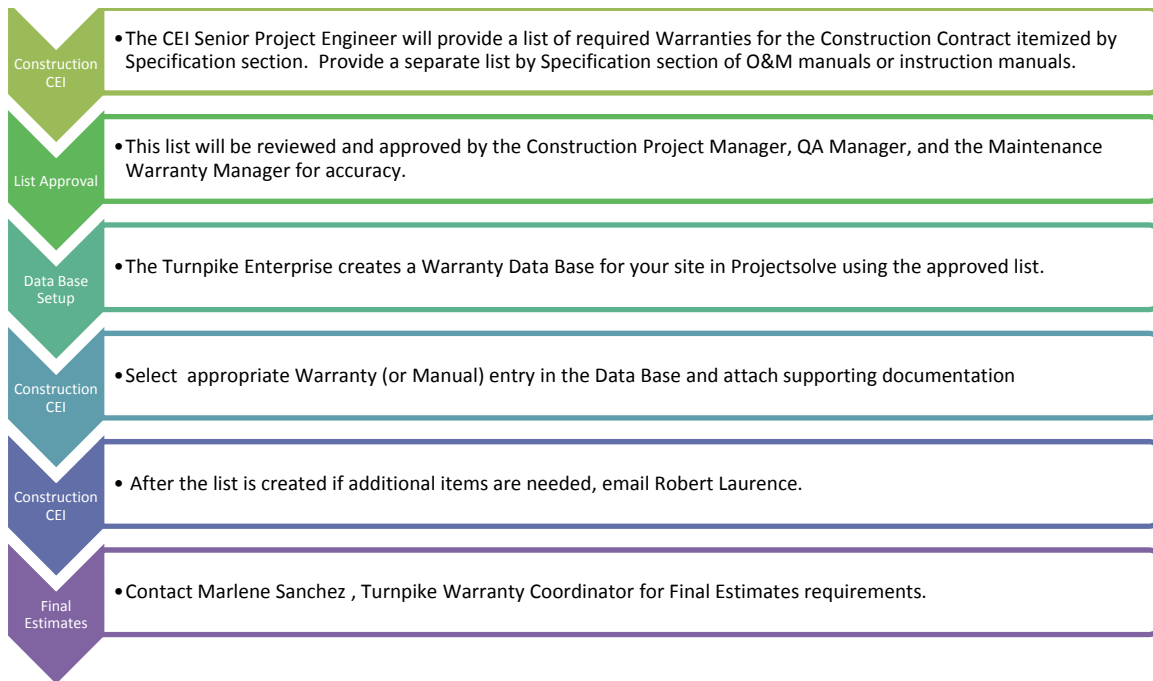 Construction
CEI
•The CEI Senior Project Engineer will provide a list of required Warranties for the Construction Contract itemized by
Specification section.  Provide a separate list by Specification section of O&M manuals or instruction manuals.
List Approval
•This list will be reviewed and approved by the Construction Project Manager, QA Manager, and the Maintenance
Warranty Manager for accuracy.
Data Base
Setup
•The Turnpike Enterprise creates a Warranty Data Base for your site in Projectsolve using the approved list.
Construction
CEI
•Select  appropriate Warranty (or Manual) entry in the Data Base and attach supporting documentation
Construction
CEI
• After the list is created if additional items are needed, email Robert Laurence.
Final
Estimates
•Contact Marlene Sanchez , Turnpike Warranty Coordinator for Final Estimates requirements.